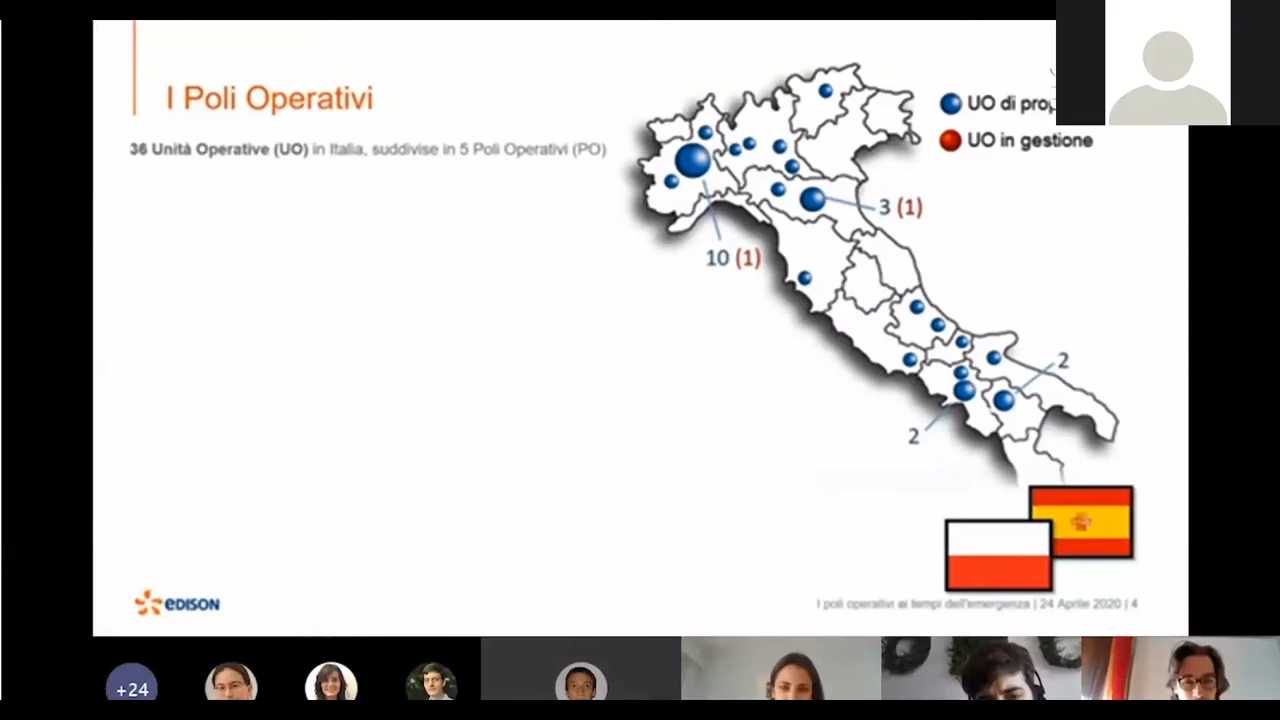 I Poli Operativi
36 Unità Operative (UO) in Italia, suddivise in 5 Poli Operativi (PO)
UO di
UO in gestione
3 (1)
10 (1)
2
2
EDISON
I poli operativi ai tempi dell'emergenza | 24 Aprile 2020 | 4
+24